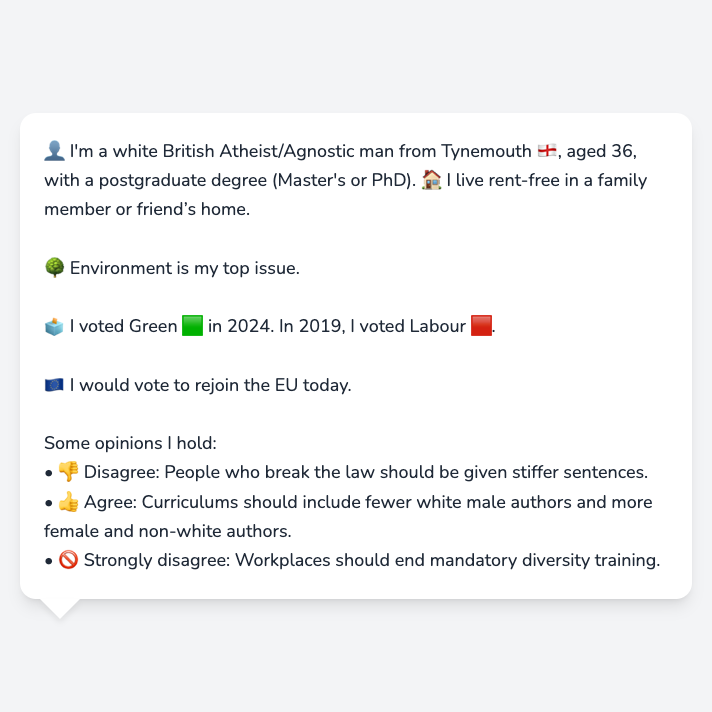 👤 I'm a white British Atheist/Agnostic man from Tynemouth 🏴󠁧󠁢󠁥󠁮󠁧󠁿, aged 36,
with a postgraduate degree (Master's or PhD). 🏠 I live rent-free in a family
member or friend’s home.
🌳 Environment is my top issue.
🗳️ I voted Green 🟩 in 2024. In 2019, I voted Labour 🟥.
🇪🇺 I would vote to rejoin the EU today.
Some opinions I hold:
• 👎 Disagree: People who break the law should be given stiffer sentences.
• 👍 Agree: Curriculums should include fewer white male authors and more
female and non-white authors.
• 🚫 Strongly disagree: Workplaces should end mandatory diversity training.